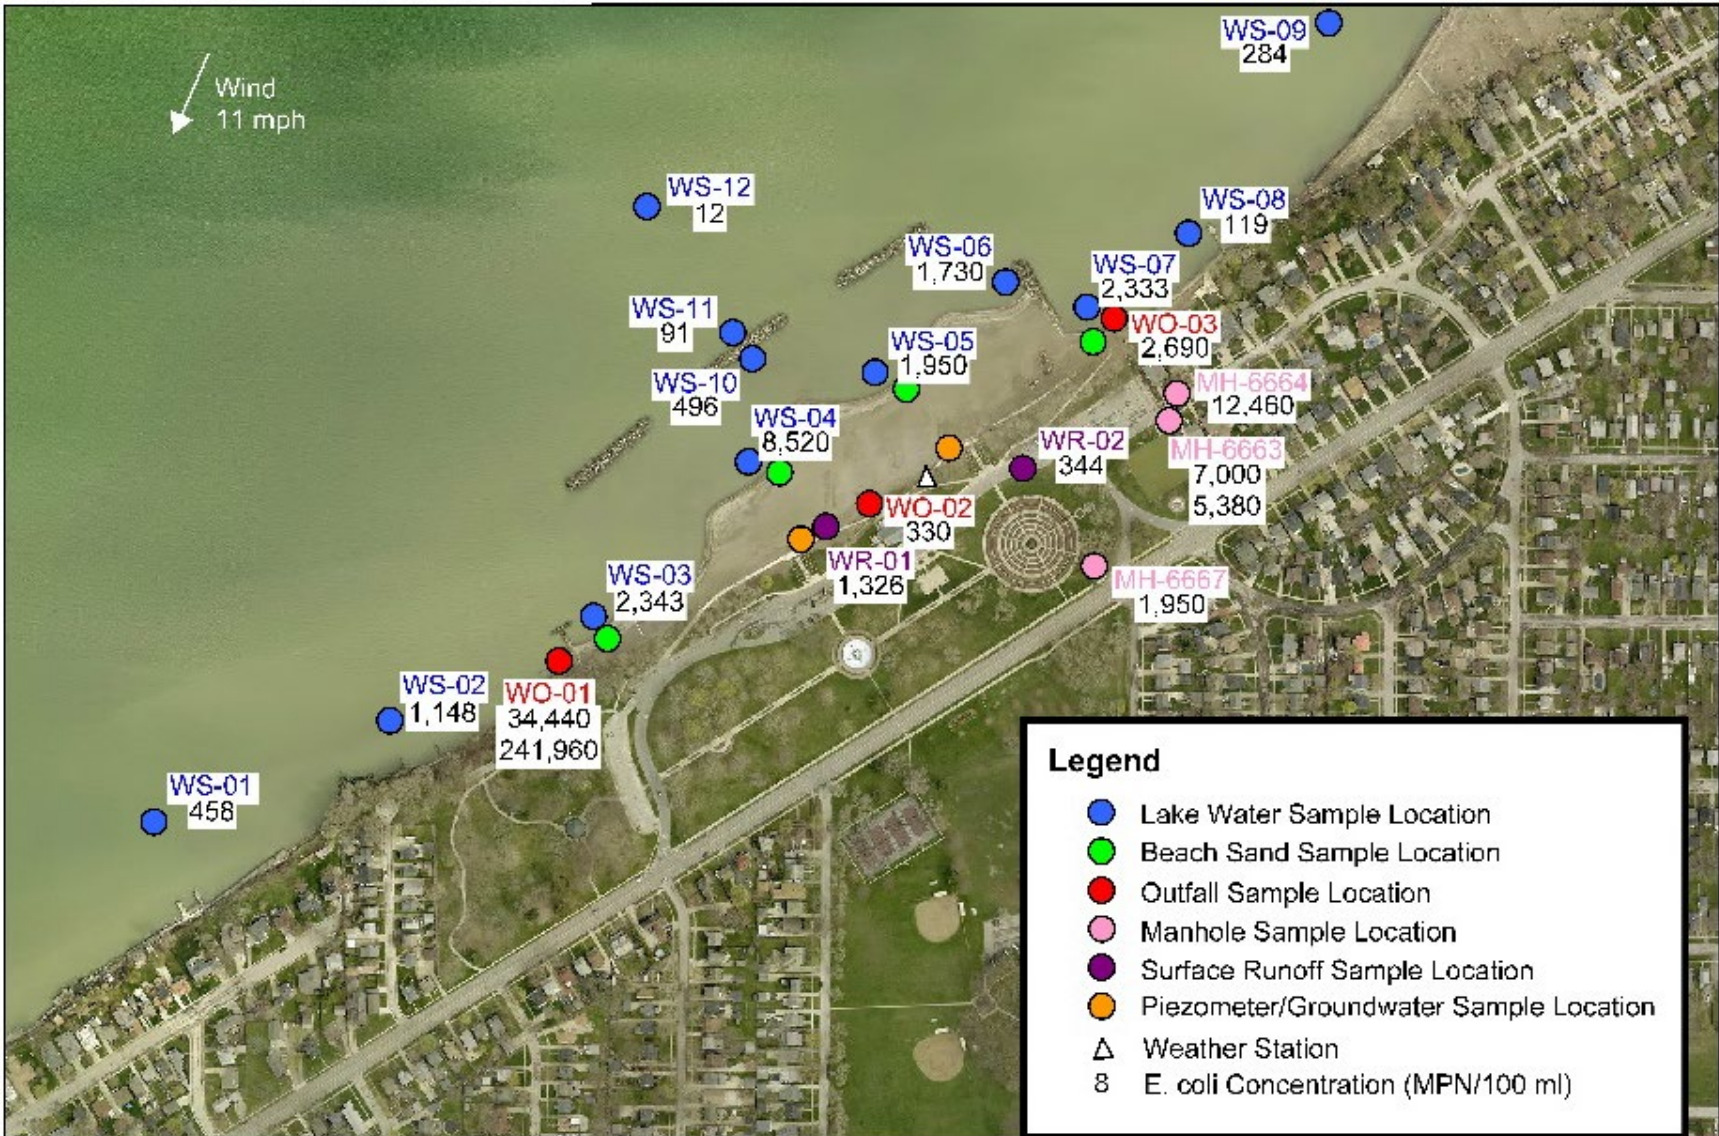 WS-09
284
Wind
11 mph
WS-12
12
WS-08
119
WS-06
1,730
WS-07
2,333
WS-11
91
WO-03
2,690
WS-05
1,950
WS-10
496
MH-6664
12,460
WS-04
8,520
WR-02
344
MH-6663
7,000
5,380
WO-02
330
WR-01
1,326
MH-6667
1,950
WS-03
2,343
WS-02
1,148
WO-01
34,440
241,960
WS-01
458
Legend
Lake Water Sample Location
Beach Sand Sample Location
Outfall Sample Location
Manhole Sample Location
Surface Runoff Sample Location
Piezometer/Groundwater Sample Location
Weather Station
8 E. coli Concentration (MPN/100 ml)